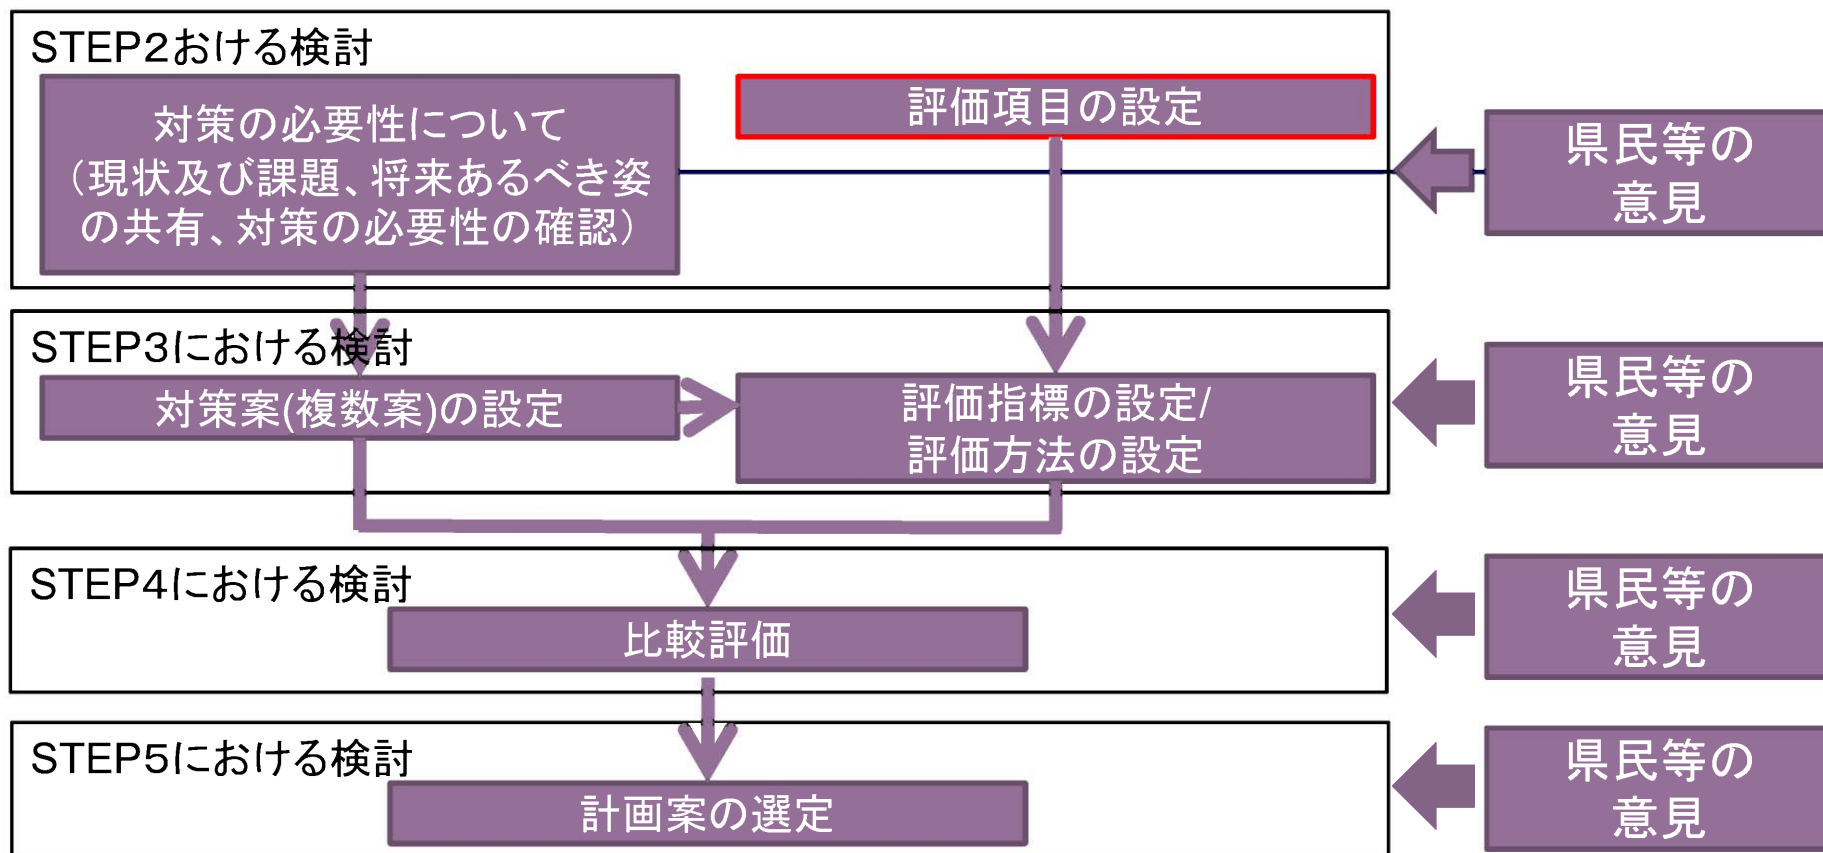 STEP２おける検討
対策の必要性について
（現状及び課題、将来あるべき姿
の共有、対策の必要性の確認）
評価項目の設定
県民等の
意見
STEP３における検討
対策案(複数案)の設定
評価指標の設定/
評価方法の設定
県民等の
意見
STEP４における検討
比較評価
県民等の
意見
STEP５における検討
計画案の選定
県民等の
意見